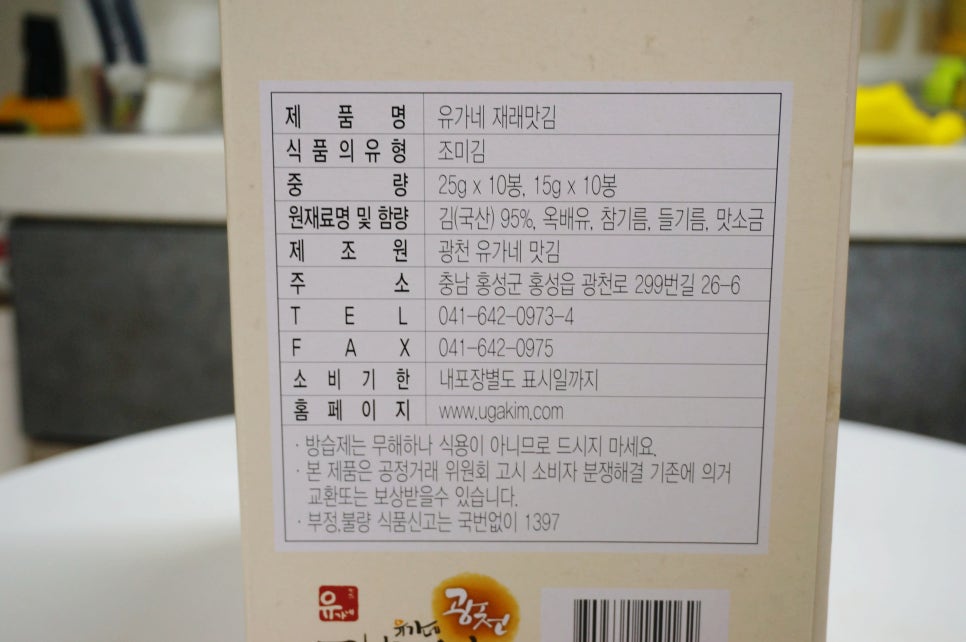 제품명 유가네 재래맛김
식품의유형 조미김
중량 25g x 10봉, 15g x 10봉
원재료명 및 함량 김(국산) 95%, 옥배유, 참기름, 들기름, 맛소금
제조원 광천 유가네 맛김
주소 충남 홍성군 홍성읍 광천로 299번길 26-6
TEL 041-642-0973-4
FAX 041-642-0975
소비기한 내포장별도 표시일까지
홈페이지 www.ugakim.com
· 방습제는 무해하나 식용이 아니므로 드시지 마세요.
· 본 제품은 공정거래 위원회 고시 소비자 분쟁해결 기존에 의거
교환또는 보상받을수 있습니다.
· 부정,불량 식품신고는 국번없이 1397
유가네
광천
유가네